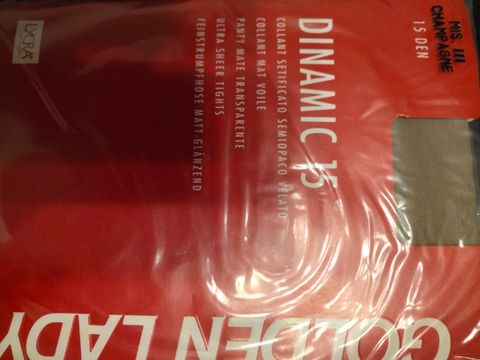 MIS III
CHAMPAGNE
15 DEN
DINAMIC 15
COLLANT SETIFICATO SEMIOPACO VELATO
COLLANT MAT VOILE
PANTY MATE TRANSPARENTE
ULTRA SHEER TIGHTS
FEINSTRUMPFHOSE MATT-GLÄNZEND
LYCRA
GOLDEN LADY